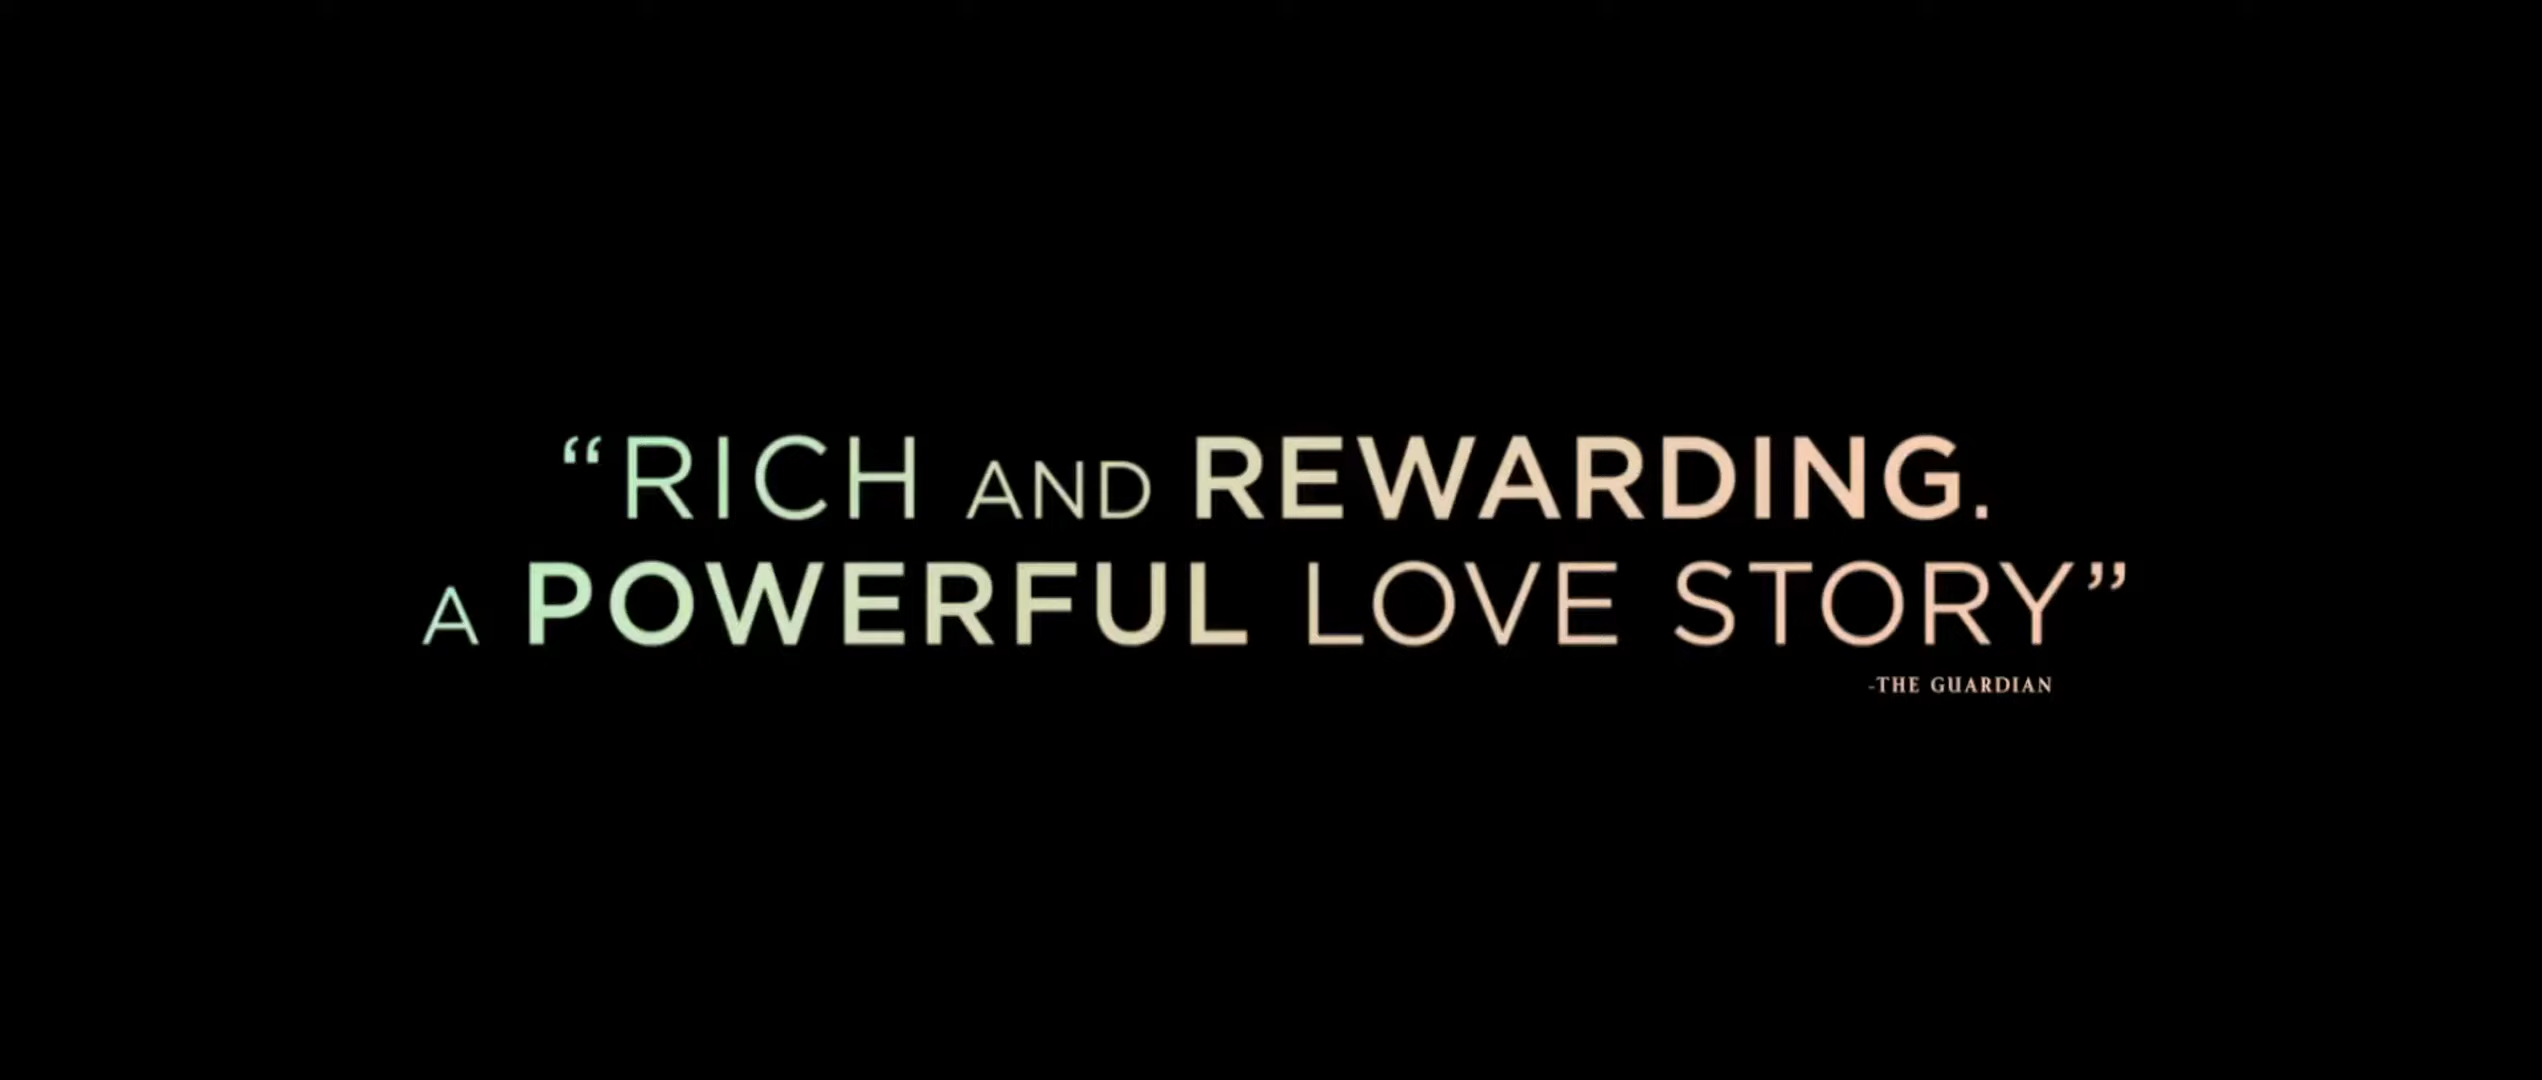 “RICH AND REWARDING.
A POWERFUL LOVE STORY”
-THE GUARDIAN